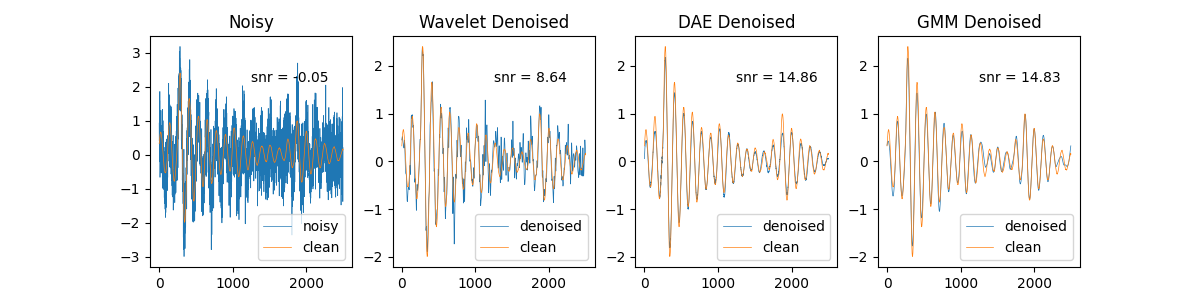 Noisy
3
2
1
0
−1
−2
−3
0
1000
2000
snr = -0.05
noisy
clean
Wavelet Denoised
2
1
0
−1
−2
0
1000
2000
snr = 8.64
denoised
clean
DAE Denoised
2
1
0
−1
−2
0
1000
2000
snr = 14.86
denoised
clean
GMM Denoised
2
1
0
−1
−2
0
1000
2000
snr = 14.83
denoised
clean